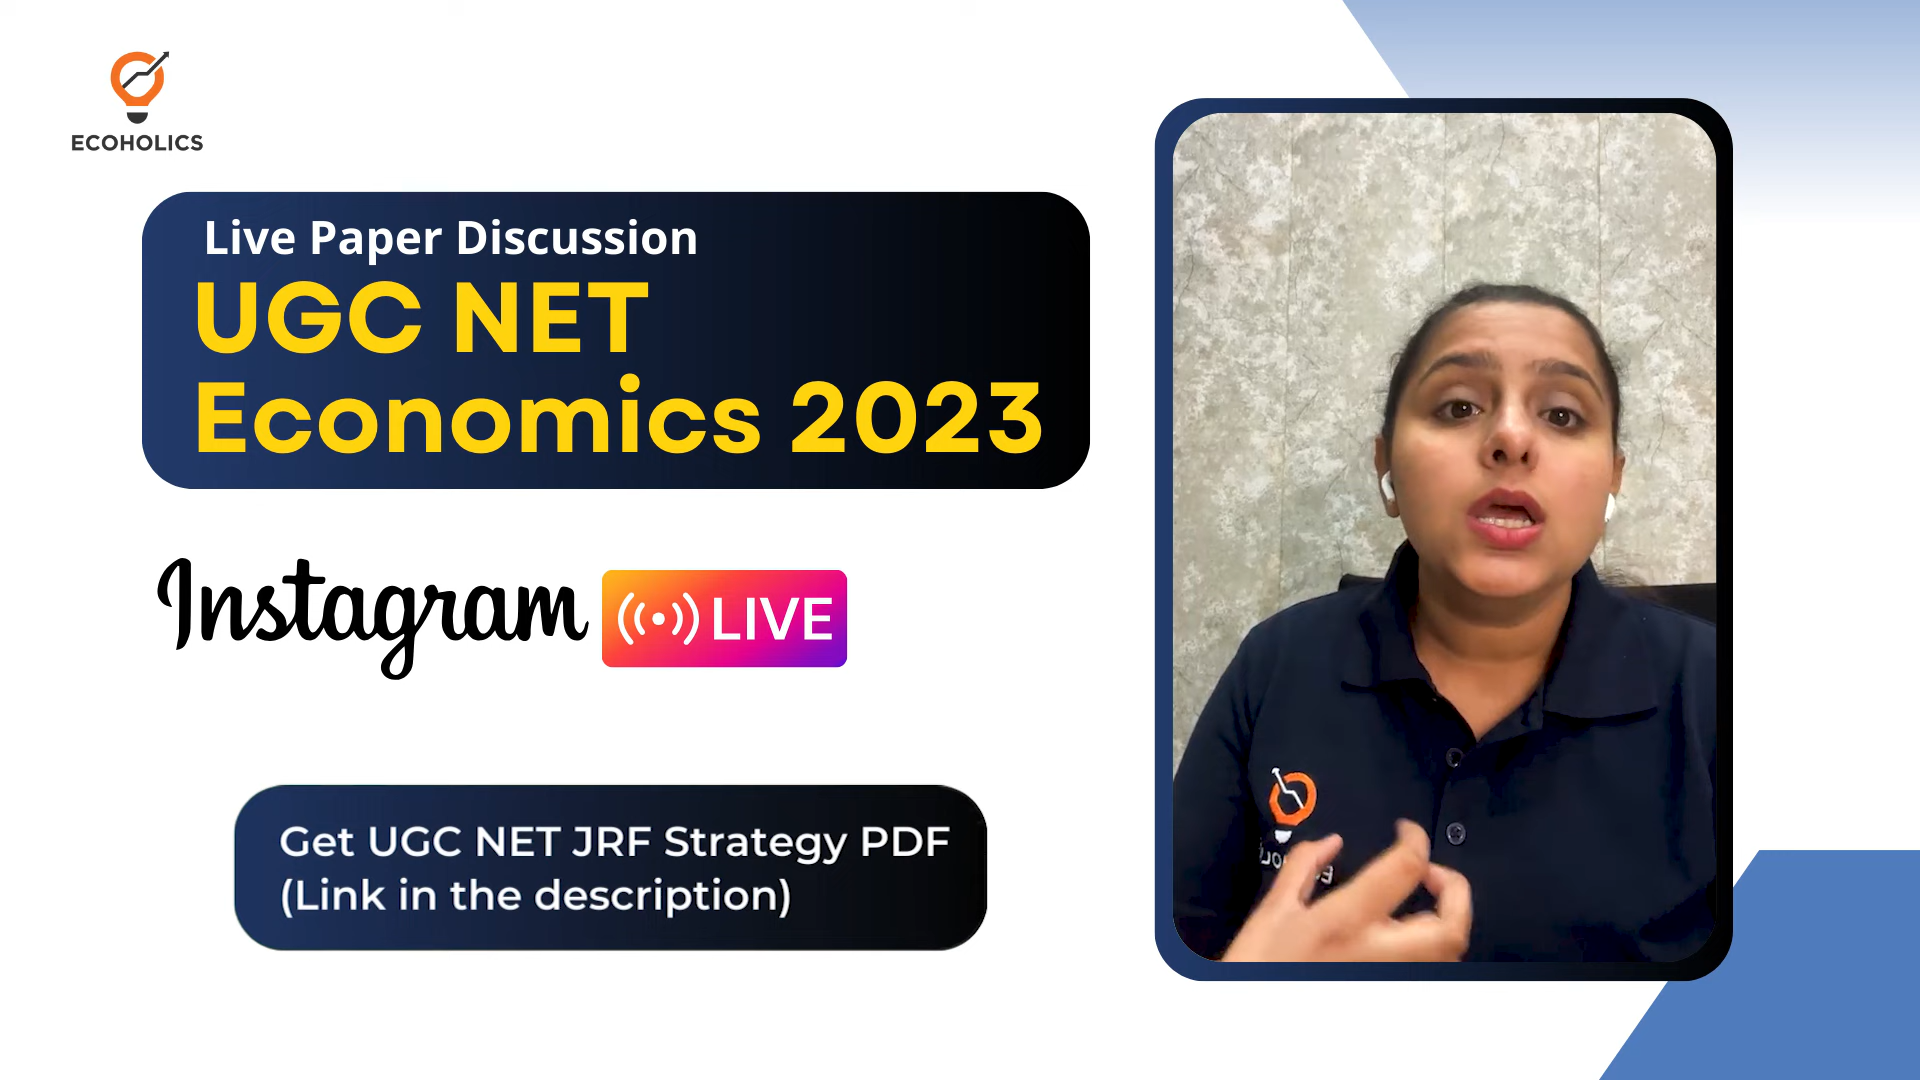 ECOHOLICS
Live Paper Discussion
UGC NET
Economics 2023
Instagram LIVE
Get UGC NET JRF Strategy PDF
(Link in the description)